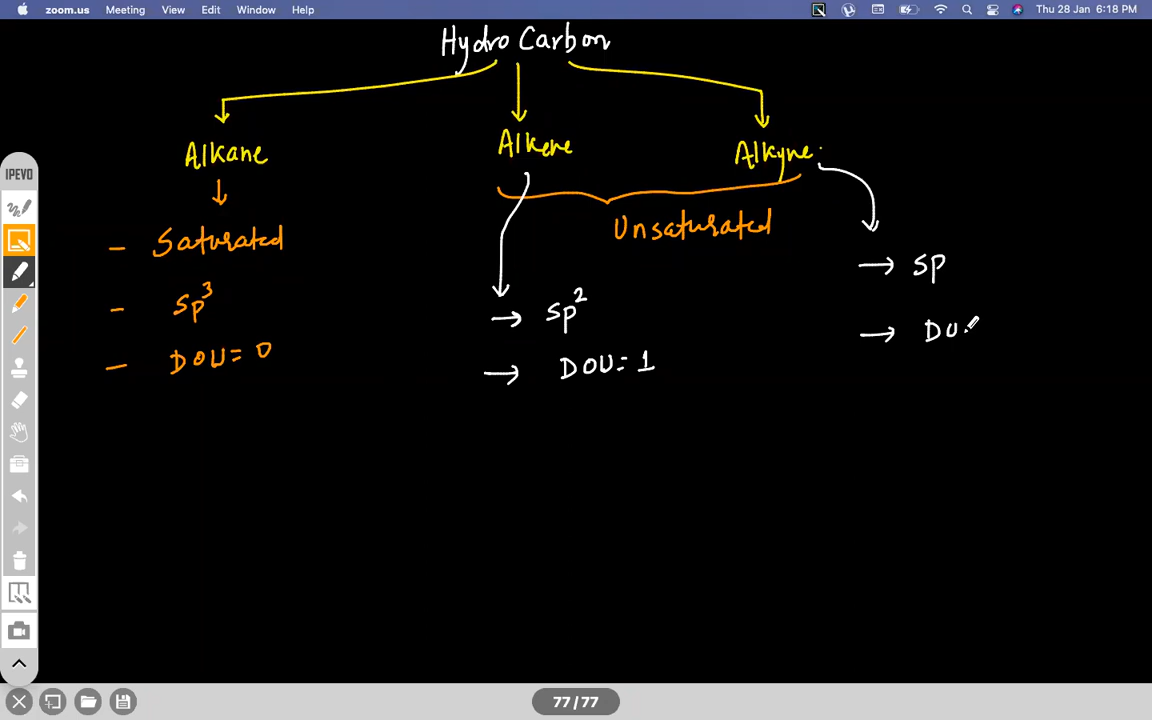 zoom.us Meeting View Edit Window Help Thu 28 Jan 6:18 PM
Hydro Carbon
Alkane Alkene Alkyne
IPEVO
- Saturated
Unsaturated
→ SP
- Sp³
→ SP²
→ DU
- DOU = 0
→ DOU = 1
77/77